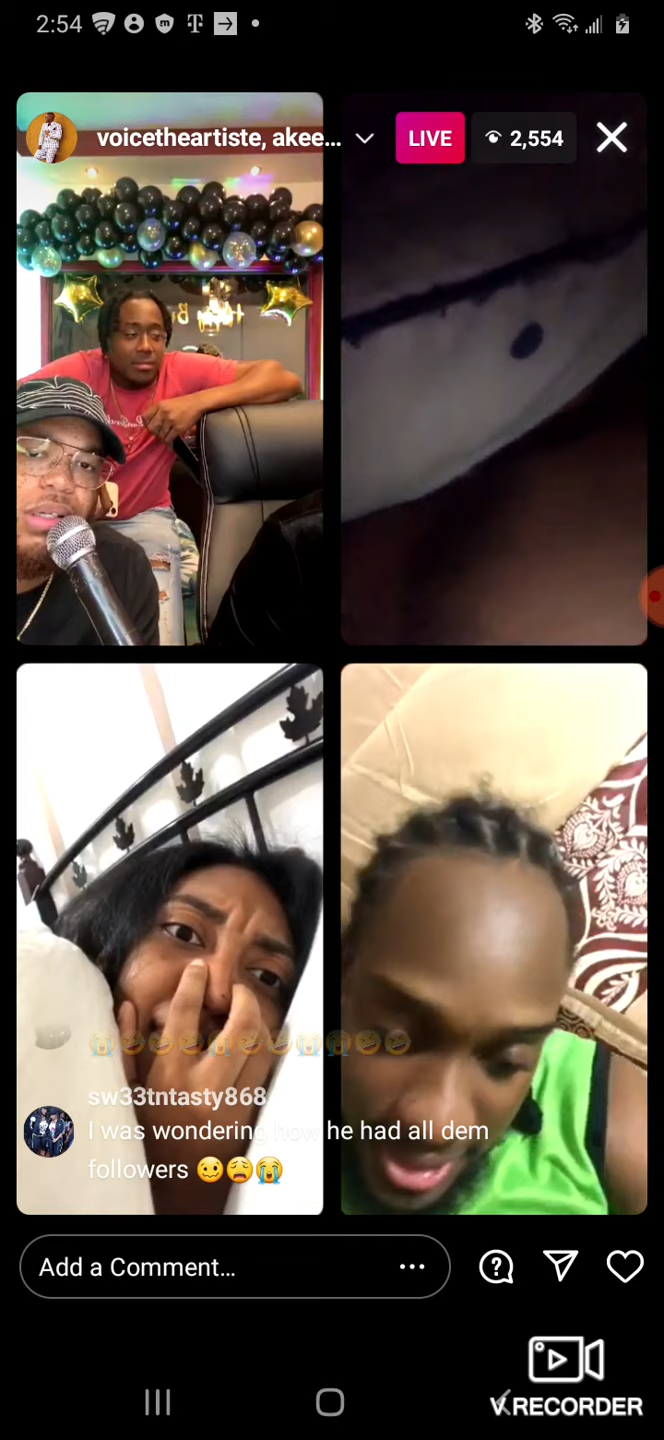 2:54
voicetheartiste, akee...
LIVE
2,554
sw33tntasty868
I was wondering how he had all dem
followers 🥴😩😭
Add a Comment...
V.RECORDER